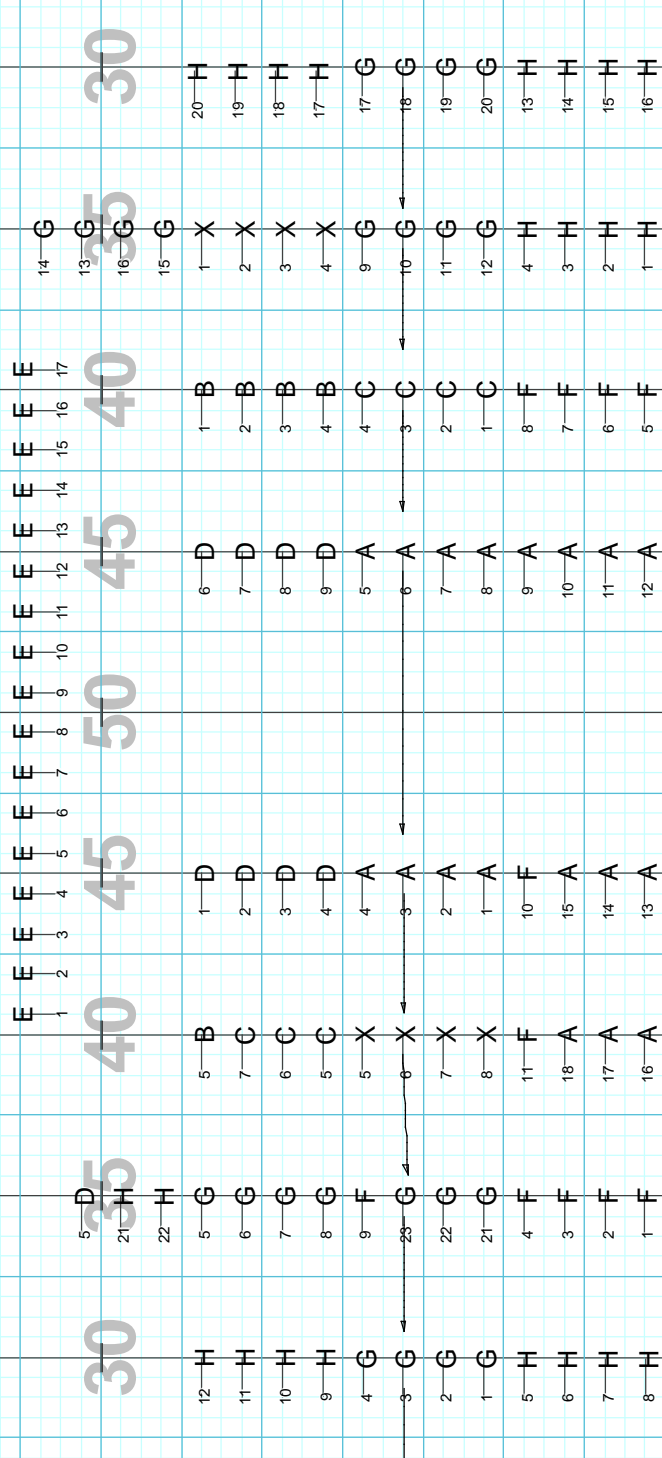 30
H H H H G G G G H H H H
20 19 18 17 17 18 19 20 13 14 15 16
35
G G G G X X X X G G G G H H H H
14 13 16 15 1 2 3 4 9 10 11 12 4 3 2 1
E 17
40
B B B B C C C C F F F F
E 16
1 2 3 4 4 3 2 1 8 7 6 5
E 15
E 14
E 13
45
D D D D A A A A A A A A
E 12
6 7 8 9 5 6 7 8 9 10 11 12
E 11
E 10
E 9
50
E 8
E 7
E 6
E 5
45
D D D D A A A A F A A A
E 4
1 2 3 4 4 3 2 1 10 15 14 13
E 3
E 2
E 1
40
B C C C X X X X F A A A
5 7 6 5 5 6 7 8 11 18 17 16
35
D H H G G G G F G G G F F F F
5 21 22 5 6 7 8 9 23 22 21 4 3 2 1
30
H H H H G G G G H H H H
12 11 10 9 4 3 2 1 5 6 7 8